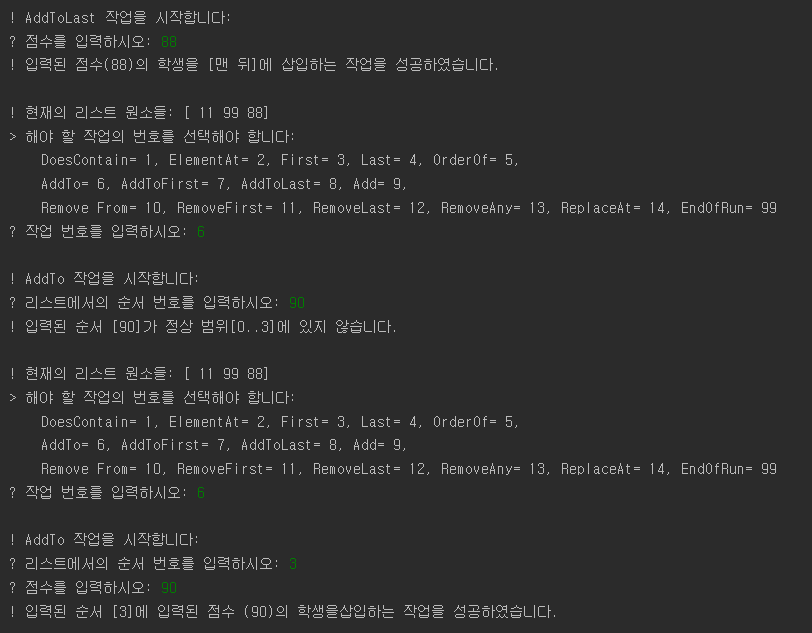 ! AddToLast 작업을 시작합니다:
? 점수를 입력하시오: 88
! 입력된 점수(88)의 학생을 [맨 뒤]에 삽입하는 작업을 성공하였습니다.
! 현재의 리스트 원소들: [ 11 99 88]
> 해야 할 작업의 번호를 선택해야 합니다:
DoesContain= 1, ElementAt= 2, First= 3, Last= 4, OrderOf= 5,
AddTo= 6, AddToFirst= 7, AddToLast= 8, Add= 9,
Remove From= 10, RemoveFirst= 11, RemoveLast= 12, RemoveAny= 13, ReplaceAt= 14, EndOfRun= 99
? 작업 번호를 입력하시오: 6
! AddTo 작업을 시작합니다:
? 리스트에서의 순서 번호를 입력하시오: 90
! 입력된 순서 [90]가 정상 범위[0..3]에 있지 않습니다.
! 현재의 리스트 원소들: [ 11 99 88]
> 해야 할 작업의 번호를 선택해야 합니다:
DoesContain= 1, ElementAt= 2, First= 3, Last= 4, OrderOf= 5,
AddTo= 6, AddToFirst= 7, AddToLast= 8, Add= 9,
Remove From= 10, RemoveFirst= 11, RemoveLast= 12, RemoveAny= 13, ReplaceAt= 14, EndOfRun= 99
? 작업 번호를 입력하시오: 6
! AddTo 작업을 시작합니다:
? 리스트에서의 순서 번호를 입력하시오: 3
? 점수를 입력하시오: 90
! 입력된 순서 [3]에 입력된 점수 (90)의 학생을삽입하는 작업을 성공하였습니다.